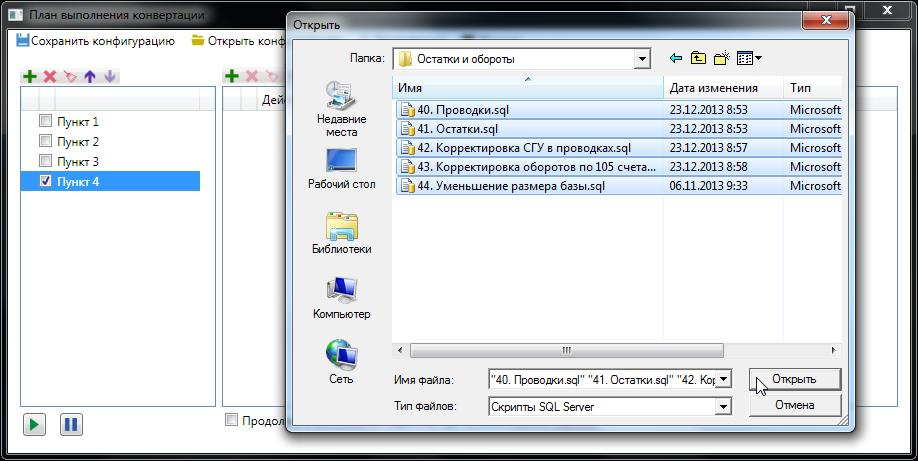 План выполнения конвертации
Сохранить конфигурацию
Открыть
Дей
Пункт 1
Пункт 2
Пункт 3
Пункт 4
Открыть
Папка:
Остатки и обороты
Недавние
места
Рабочий стол
Библиотеки
Компьютер
Сеть
Имя Дата изменения Тип
40. Проводки.sql 23.12.2013 8:53 Microsoft
41. Остатки.sql 23.12.2013 8:53 Microsoft
42. Корректировка СГУ в проводках.sql 23.12.2013 8:57 Microsoft
43. Корректировка оборотов по 105 счета... 23.12.2013 8:58 Microsoft
44. Уменьшение размера базы.sql 06.11.2013 9:33 Microsoft
Имя файла: "40. Проводки.sql" "41. Остатки.sql" "42. Кор
Открыть
Тип файлов: Скрипты SQL Server
Отмена
Продол